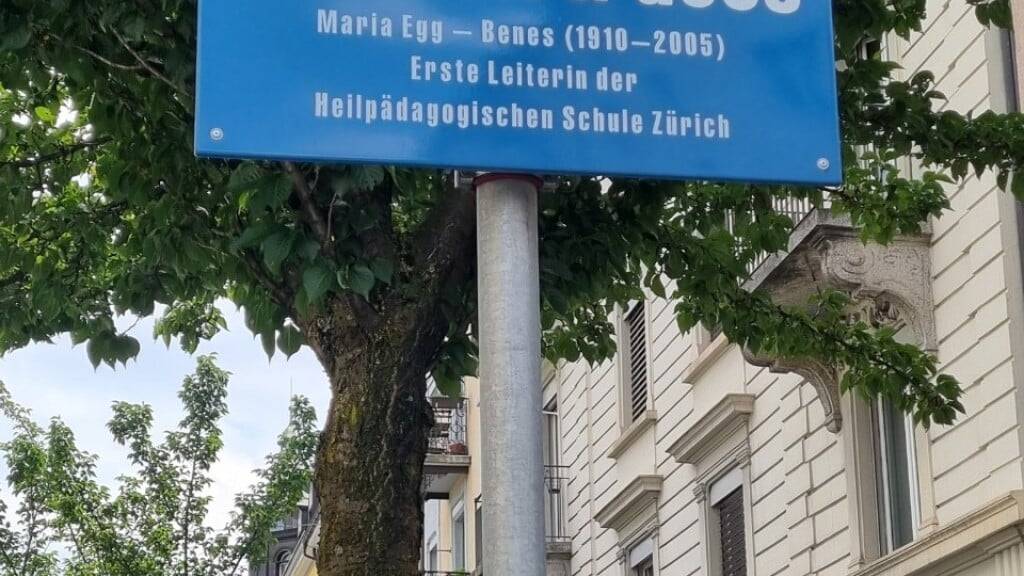 Maria Egg – Benes (1910–2005)
Erste Leiterin der
Heilpädagogischen Schule Zürich